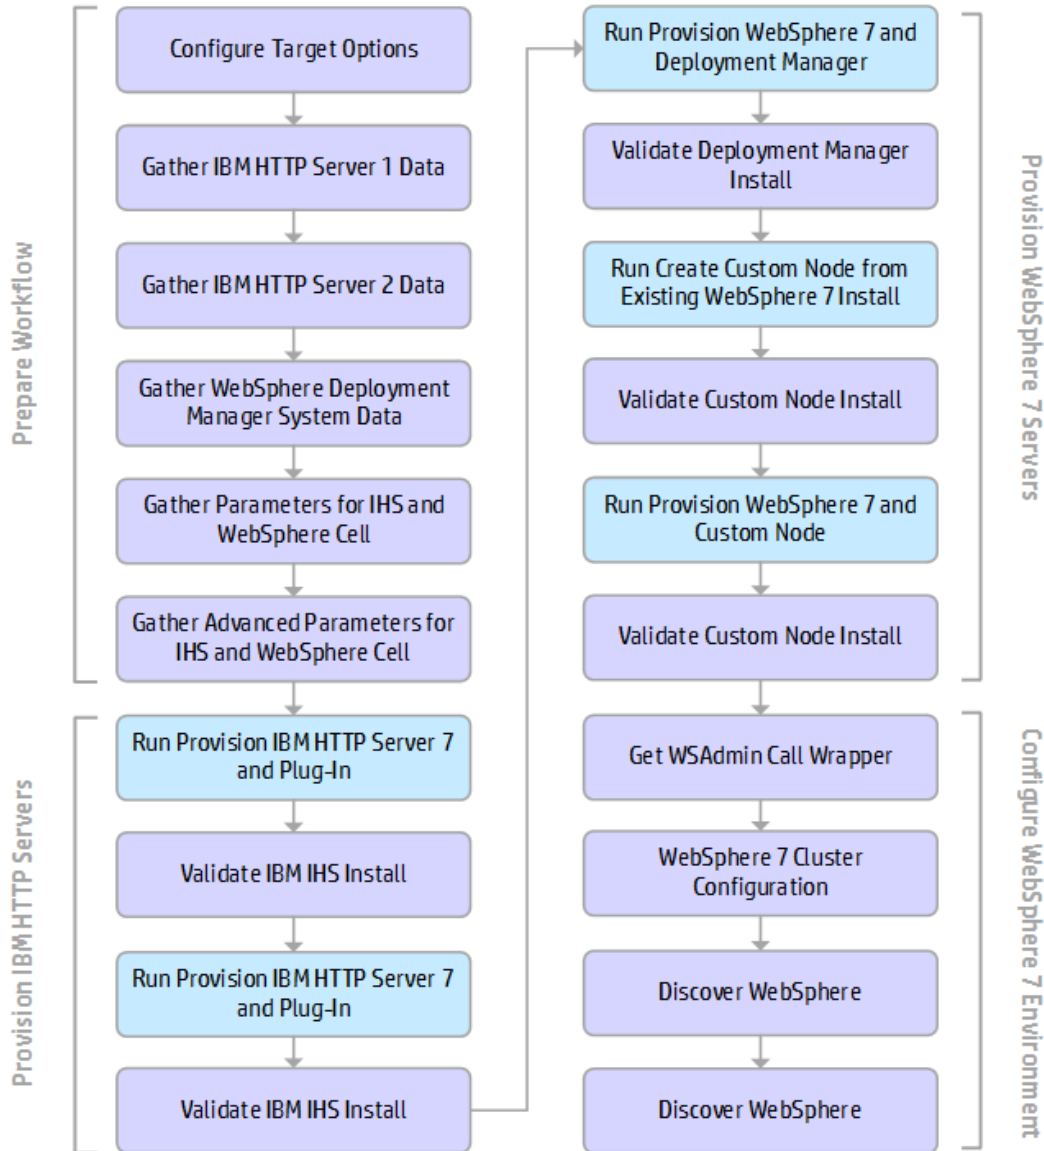 Prepare Workflow
Configure Target Options
Gather IBM HTTP Server 1 Data
Gather IBM HTTP Server 2 Data
Gather WebSphere Deployment
Manager System Data
Gather Parameters for IHS and
WebSphere Cell
Gather Advanced Parameters for
IHS and WebSphere Cell
Provision IBM HTTP Servers
Run Provision IBM HTTP Server 7
and Plug-In
Validate IBM IHS Install
Run Provision IBM HTTP Server 7
and Plug-In
Validate IBM IHS Install
Provision WebSphere 7 Servers
Run Provision WebSphere 7 and
Deployment Manager
Validate Deployment Manager
Install
Run Create Custom Node from
Existing WebSphere 7 Install
Validate Custom Node Install
Run Provision WebSphere 7 and
Custom Node
Validate Custom Node Install
Configure WebSphere 7 Environment
Get WSAdmin Call Wrapper
WebSphere 7 Cluster
Configuration
Discover WebSphere
Discover WebSphere